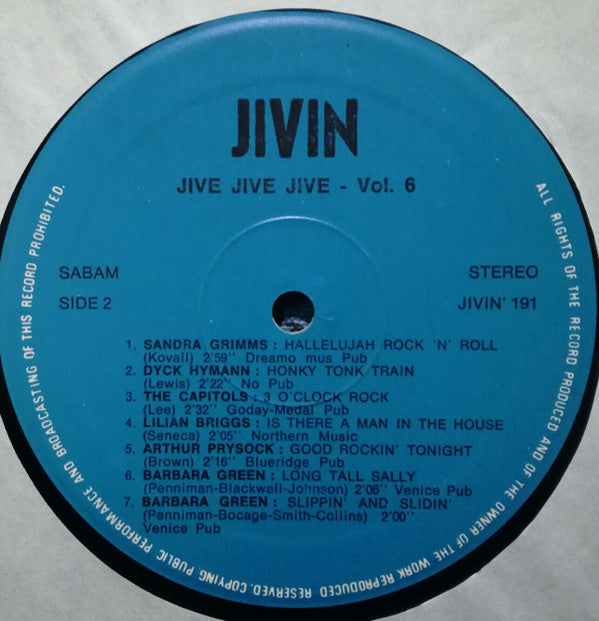 JIVIN
JIVE JIVE JIVE - Vol. 6
SABAM
STEREO
SIDE 2
JIVIN' 191
1. SANDRA GRIMMS : HALLELUJAH ROCK 'N' ROLL
(Kovall) 2'59'' Dreamo mus Pub
2. DYCK HYMANN : HONKY TONK TRAIN
(Lewis) 2'22'' No Pub
3. THE CAPITOLS : 3 O'CLOCK ROCK
(Lee) 2'32'' Goday-Medal Pub
4. LILIAN BRIGGS : IS THERE A MAN IN THE HOUSE
(Seneca) 2'05'' Northern Music
5. ARTHUR PRYSOCK : GOOD ROCKIN' TONIGHT
(Brown) 2'16'' Blueridge Pub
6. BARBARA GREEN : LONG TALL SALLY
(Penniman-Blackwell-Johnson) 2'06'' Venice Pub
7. BARBARA GREEN : SLIPPIN' AND SLIDIN'
(Penniman-Bocage-Smith-Collins) 2'00''
Venice Pub
ALL RIGHTS OF THE RECORD PRODUCED AND OF THE OWNER OF THE WORK REPRODUCED RESERVED. COPYING, PUBLIC PERFORMANCE AND BROADCASTING OF THIS RECORD PROHIBITED.